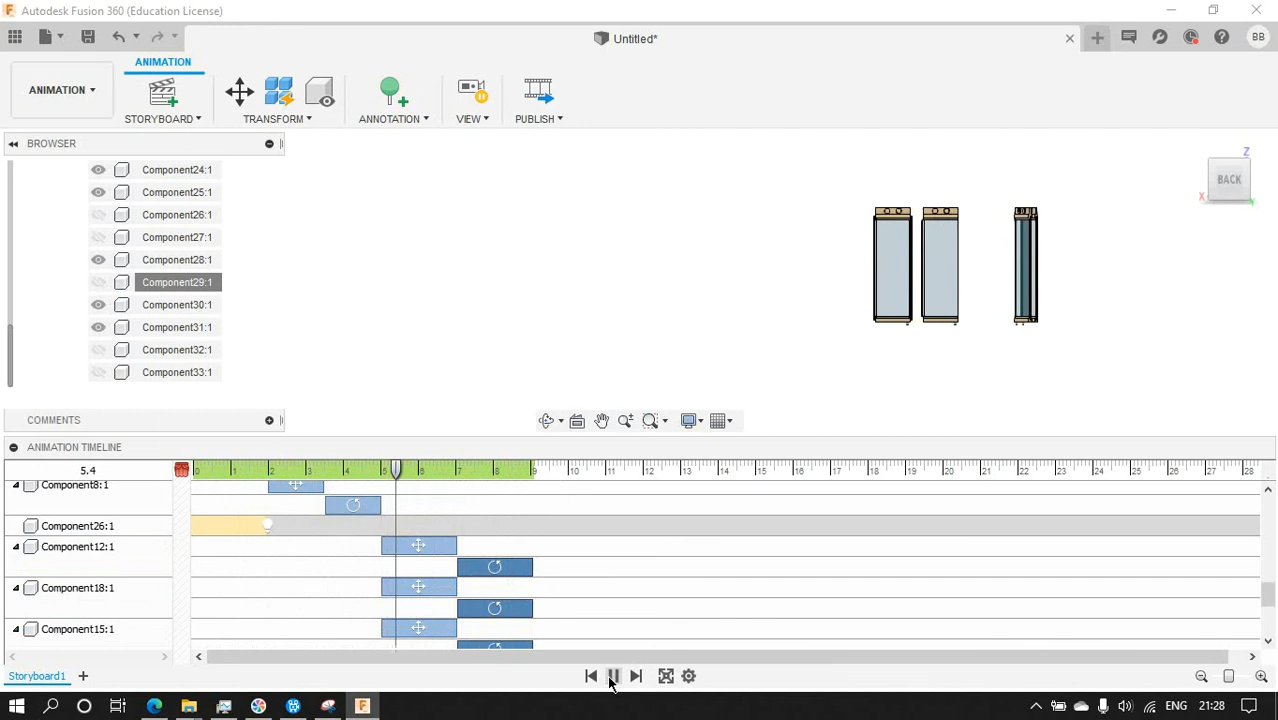 Autodesk Fusion 360 (Education License)
Untitled*
BB
ANIMATION
ANIMATION
STORYBOARD
TRANSFORM
ANNOTATION
VIEW
PUBLISH
BROWSER
Z
BACK
X
Component24:1
Component25:1
Component26:1
Component27:1
Component28:1
Component29:1
Component30:1
Component31:1
Component32:1
Component33:1
COMMENTS
ANIMATION TIMELINE
5.4
0 1 2 3 4 5 6 7 8 9 10 11 12 13 14 15 16 17 18 19 20 21 22 23 24 25 26 27 28
Component8:1
Component26:1
Component12:1
Component18:1
Component15:1
Storyboard1
ENG
21:28